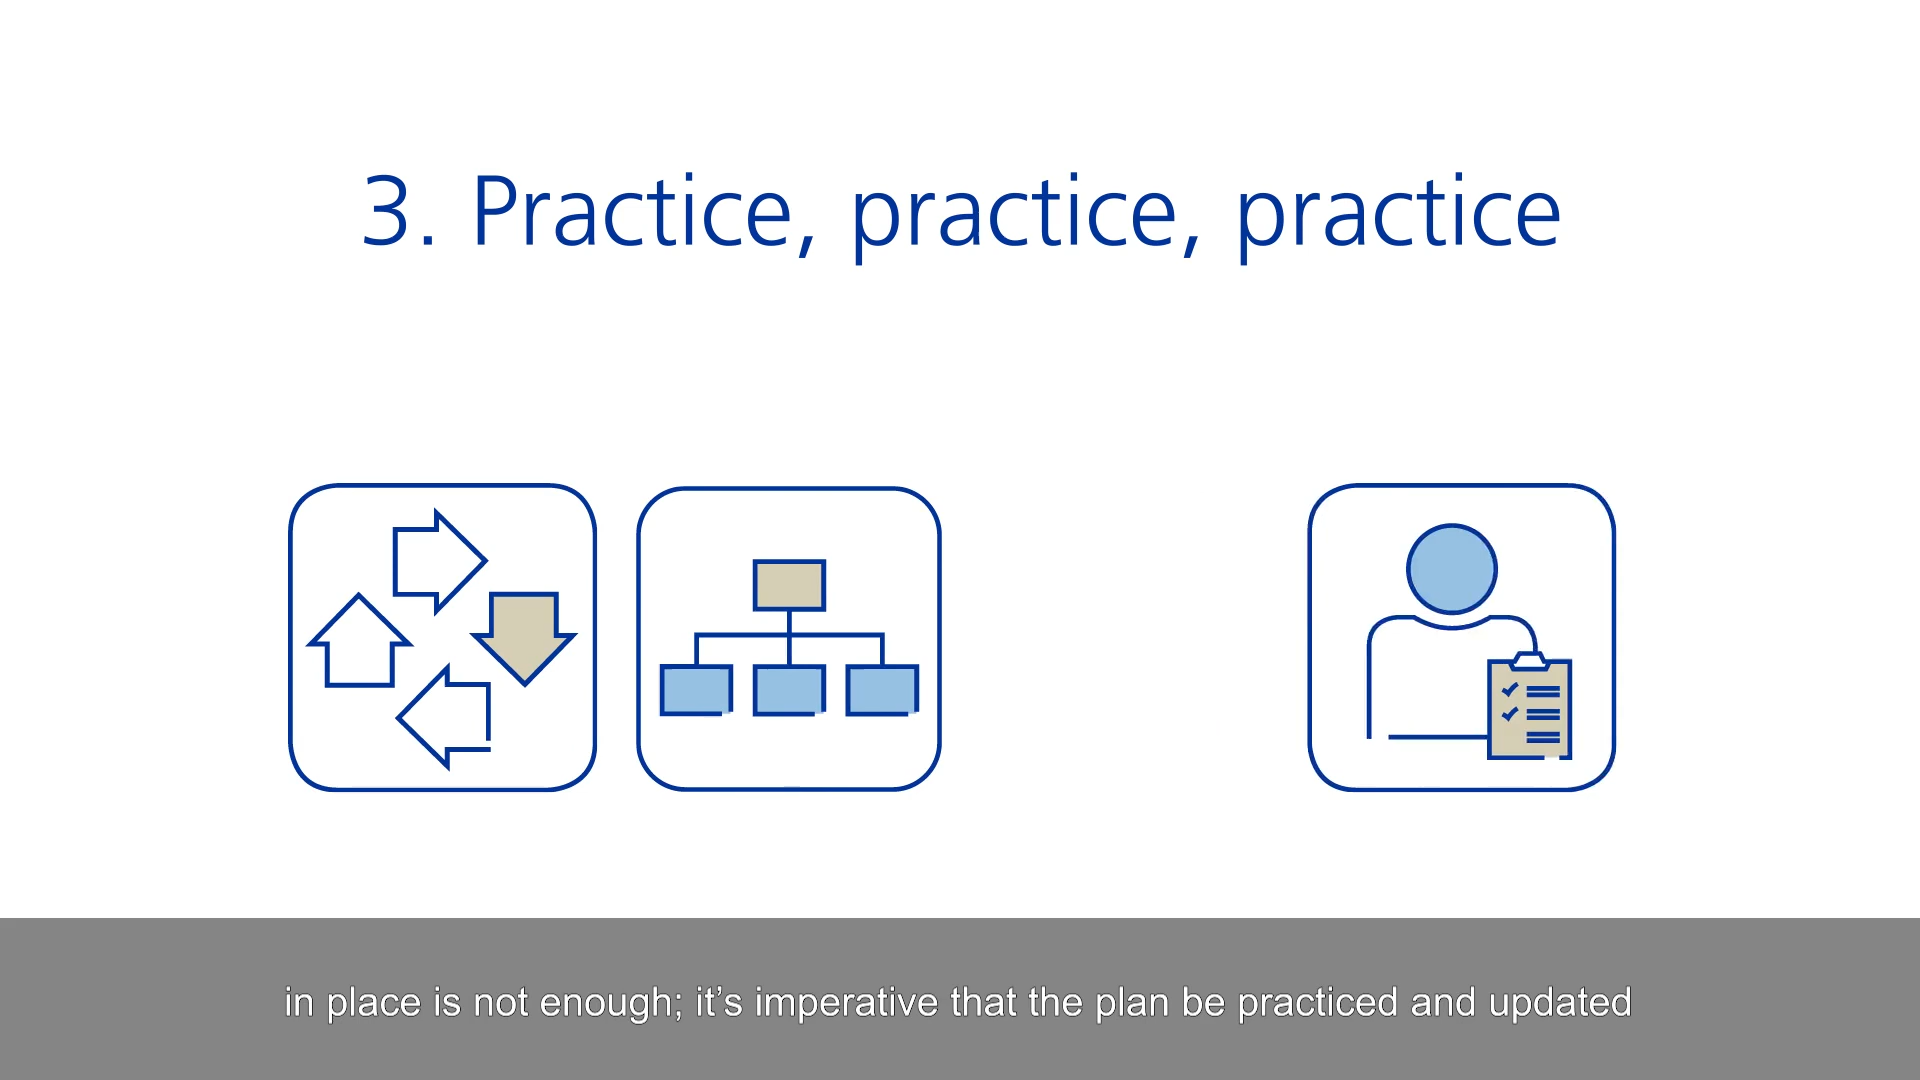 3. Practice, practice, practice
in place is not enough; it’s imperative that the plan be practiced and updated